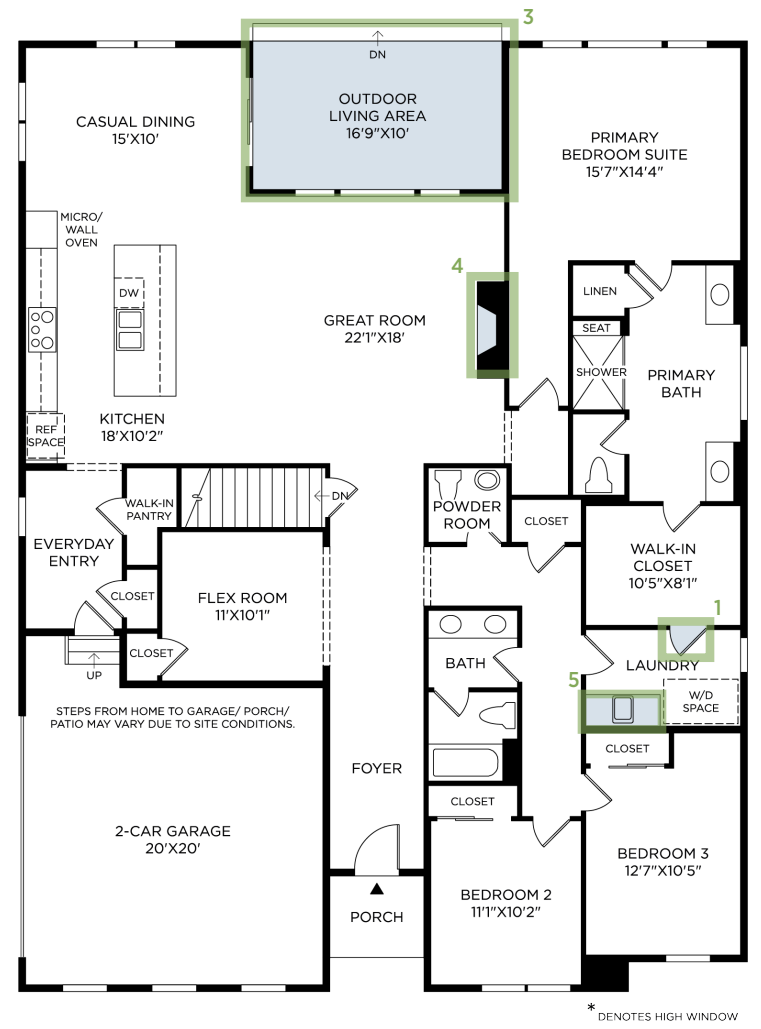 3
DN
OUTDOOR
LIVING AREA
16'9"X10'
CASUAL DINING
15'X10'
PRIMARY
BEDROOM SUITE
15'7"X14'4"
MICRO/
WALL
OVEN
DW
4
GREAT ROOM
22'1"X18'
LINEN
SEAT
SHOWER
PRIMARY
BATH
KITCHEN
18'X10'2"
REF
SPACE
WALK-IN
PANTRY
DN
POWDER
ROOM
CLOSET
EVERYDAY
ENTRY
WALK-IN
CLOSET
10'5"X8'1"
CLOSET
FLEX ROOM
11'X10'1"
1
CLOSET
BATH
LAUNDRY
UP
5
W/D
SPACE
STEPS FROM HOME TO GARAGE/ PORCH/
PATIO MAY VARY DUE TO SITE CONDITIONS.
CLOSET
FOYER
CLOSET
2-CAR GARAGE
20'X20'
BEDROOM 3
12'7"X10'5"
BEDROOM 2
11'1"X10'2"
PORCH
* DENOTES HIGH WINDOW